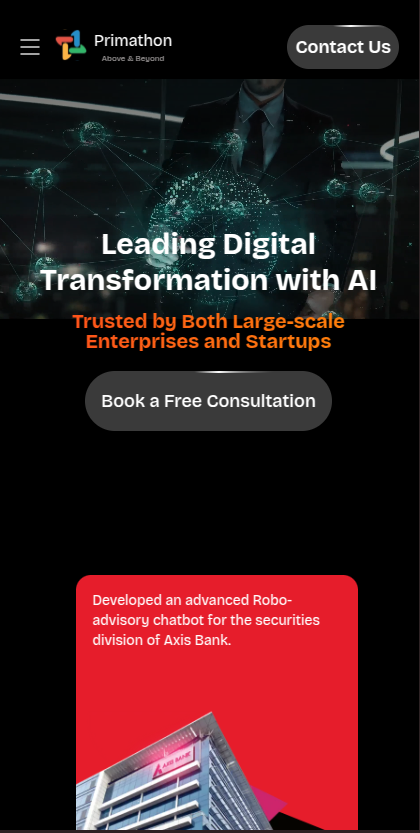 Primathon
Above & Beyond
Contact Us
Leading Digital
Transformation with AI
Trusted by Both Large-scale
Enterprises and Startups
Book a Free Consultation
Developed an advanced Robo-
advisory chatbot for the securities
division of Axis Bank.
AXIS BANK